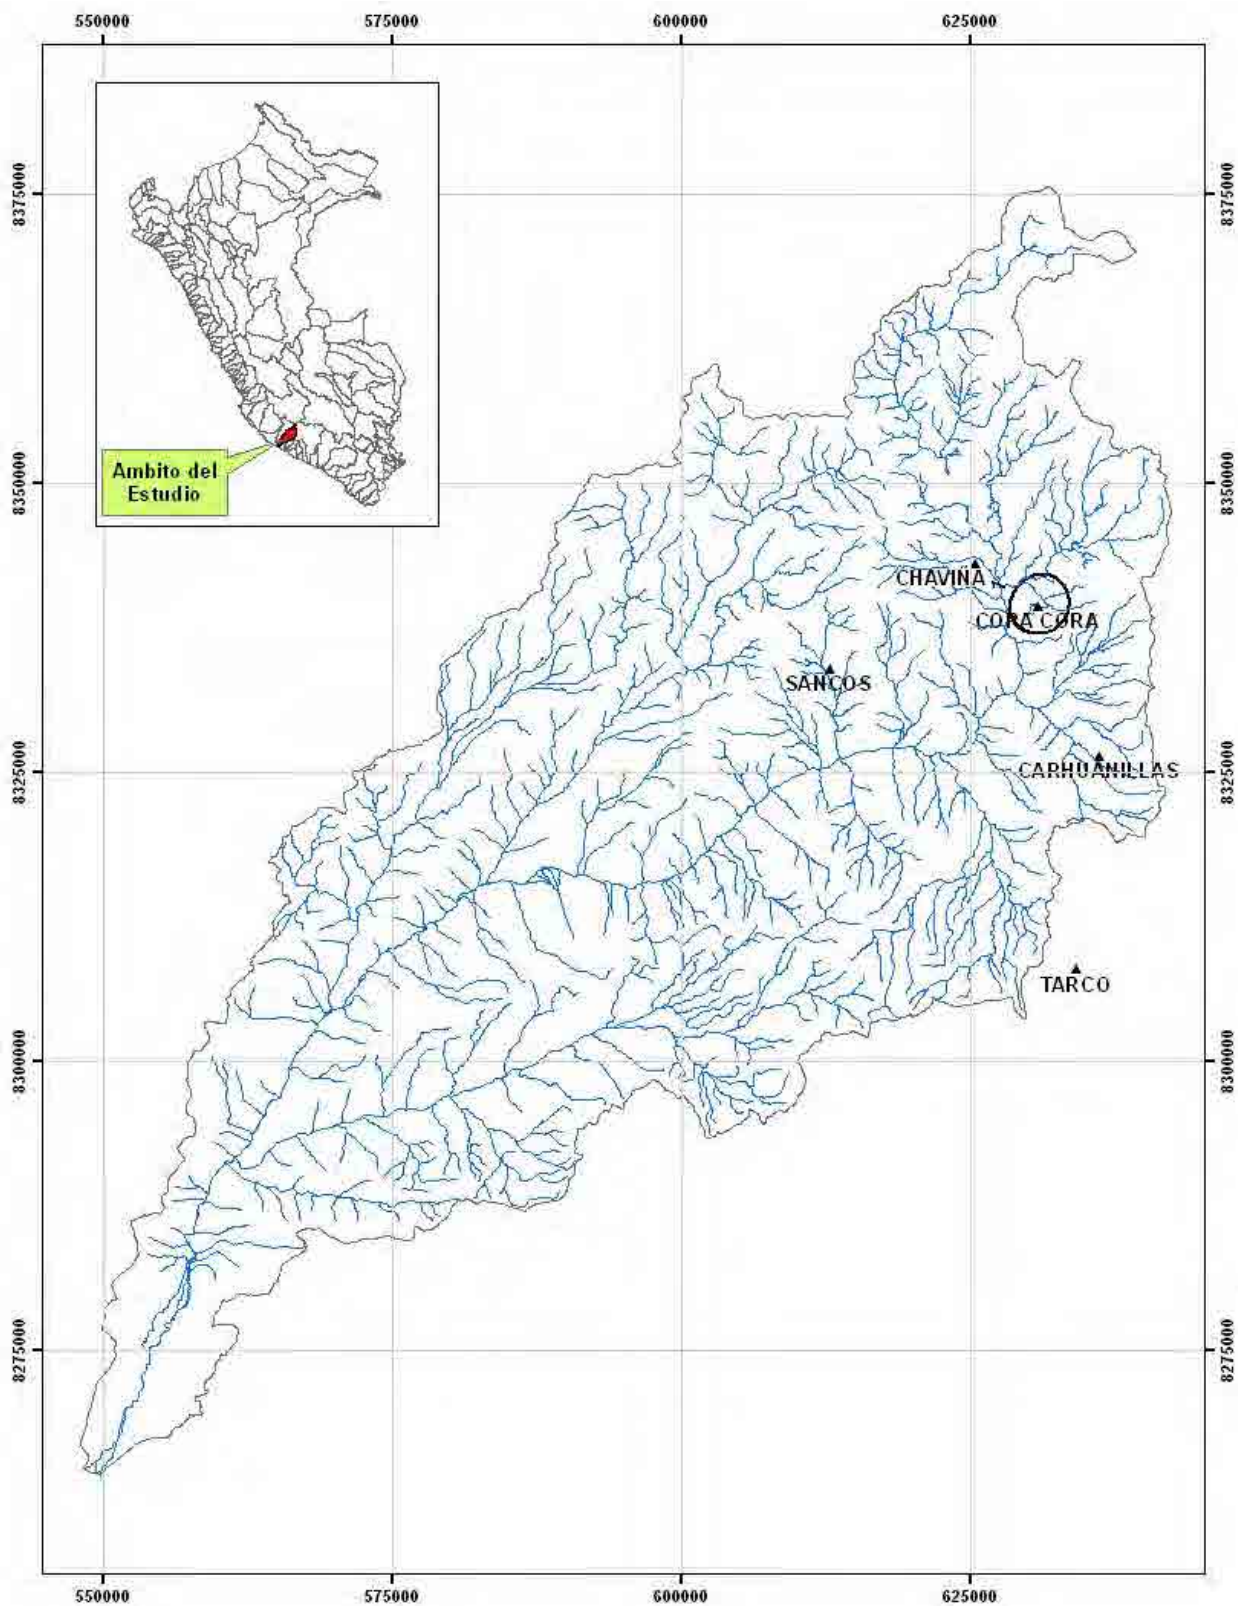 550000 575000 600000 625000
8375000 8375000
Ambito del
Estudio
8350000 8350000
CHAVIÑA
CORA CORA
SANCOS
8325000 8325000
CARHUANILLAS
TARCO
8300000 8300000
8275000 8275000
550000 575000 600000 625000